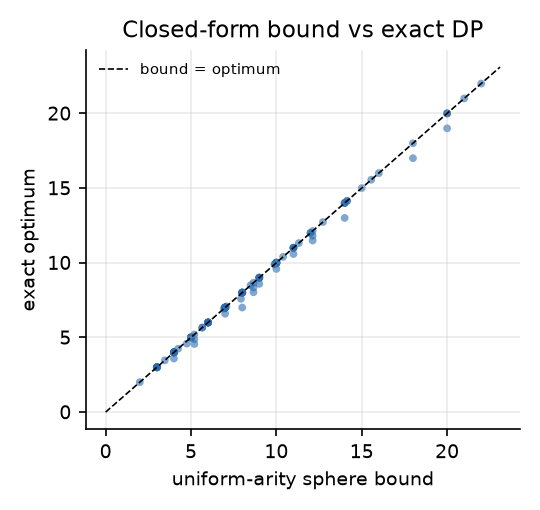 Closed-form bound vs exact DP
bound = optimum
exact optimum
20
15
10
5
0
0 5 10 15 20
uniform-arity sphere bound